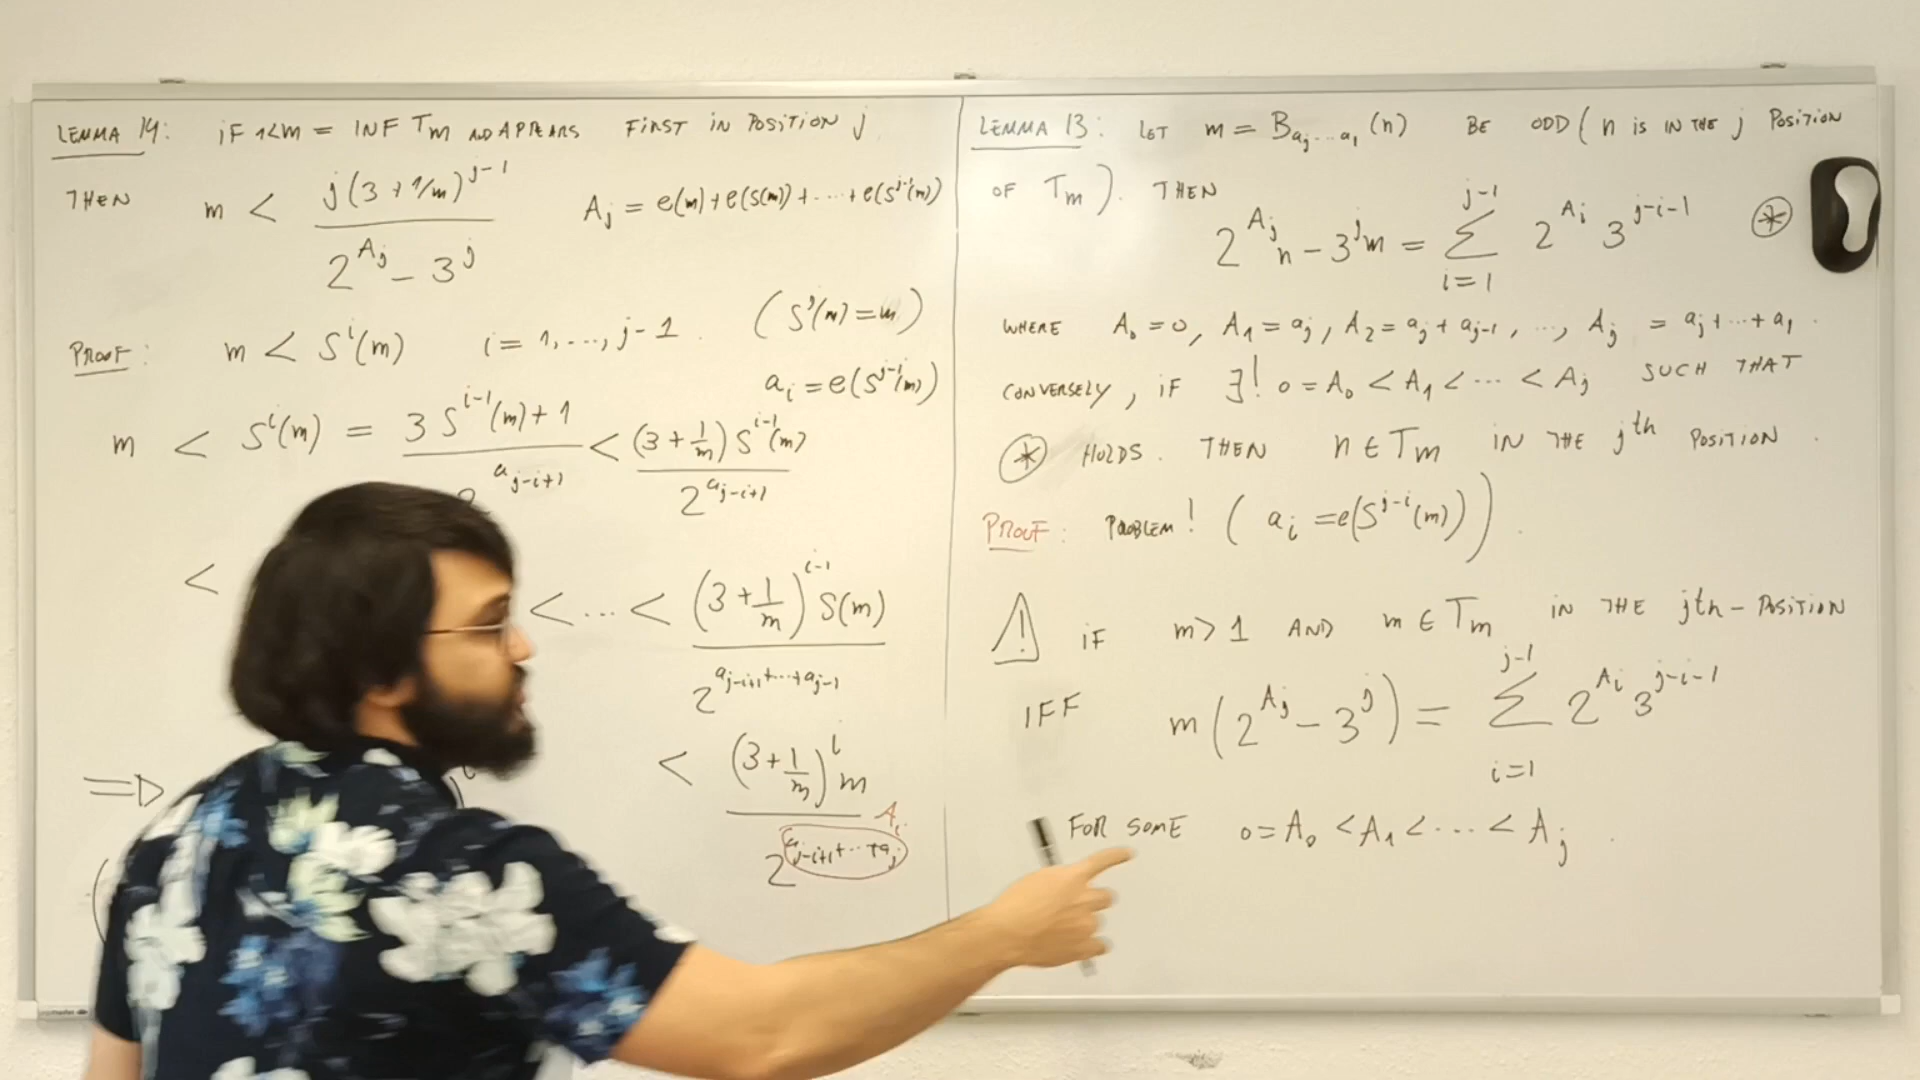 LEMMA 14: IF 1<m = INF T_m AND APPEARS FIRST IN POSITION j
THEN m < j(3+1/m)^{j-1} / (2^{A_j} - 3^j) A_j = e(m)+e(S(m))+....+e(S^{j-1}(m))
PROOF: m < S^i(m) i = 1,...,j-1. (S^j(m)=m)
a_i = e(S^{j-i}(m))
m < S^i(m) = (3S^{i-1}(m)+1) / 2^{a_{j-i+1}} < (3+1/m)S^{i-1}(m) / 2^{a_{j-i+1}}
< < ... < (3+1/m)^{i-1} S(m) / 2^{a_{j-i+1}+...+a_{j-1}}
⇒ < (3+1/m)^i m / 2^{a_{j-i+1}+...+a_j} A_i
LEMMA 13: LET m = B_{a_j...a_1}(n) BE ODD (n IS IN THE j POSITION
OF T_m). THEN
2^{A_j} n - 3^j m = Σ_{i=1}^{j-1} 2^{A_i} 3^{j-i-1} ⊛
WHERE A_0 = 0, A_1 = a_j, A_2 = a_j + a_{j-1}, ..., A_j = a_j+...+a_1.
CONVERSELY, IF ∃! 0=A_0 < A_1 < ... < A_j SUCH THAT
⊛ HOLDS. THEN n ∈ T_m IN THE j^{th} POSITION.
PROOF: PROBLEM! (a_i = e(S^{j-i}(m))).
⚠ IF m > 1 AND m ∈ T_m IN THE jth-POSITION
IFF m(2^{A_j} - 3^j) = Σ_{i=1}^{j-1} 2^{A_i} 3^{j-i-1}
FOR SOME 0=A_0 < A_1 < ... < A_j.